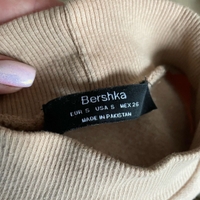 Bershka
EUR S USA S MEX 26
MADE IN PAKISTAN